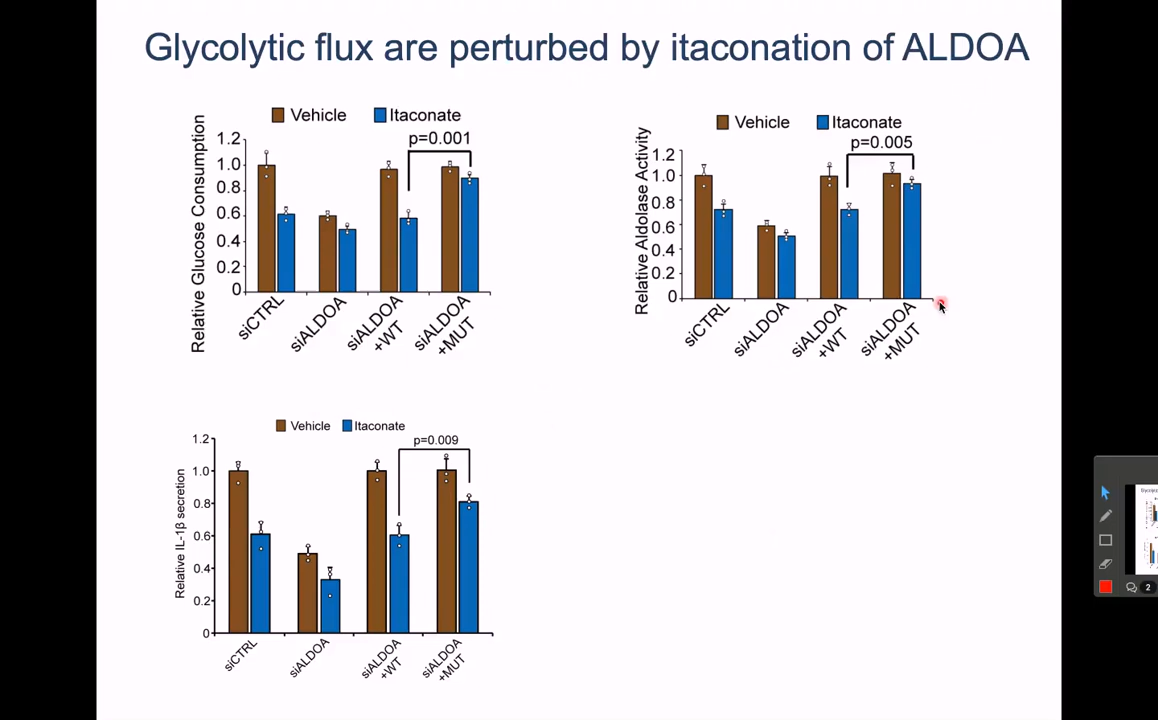 Glycolytic flux are perturbed by itaconation of ALDOA
Vehicle Itaconate
p=0.001
Relative Glucose Consumption
1.2
1.0
0.8
0.6
0.4
0.2
0
siCTRL
siALDOA
siALDOA
+WT
siALDOA
+MUT
Vehicle Itaconate
p=0.005
Relative Aldolase Activity
1.2
1.0
0.8
0.6
0.4
0.2
0
siCTRL
siALDOA
siALDOA
+WT
siALDOA
+MUT
Vehicle Itaconate
p=0.009
Relative IL-1β secretion
1.2
1.0
0.8
0.6
0.4
0.2
0
siCTRL
siALDOA
siALDOA
+WT
siALDOA
+MUT
2